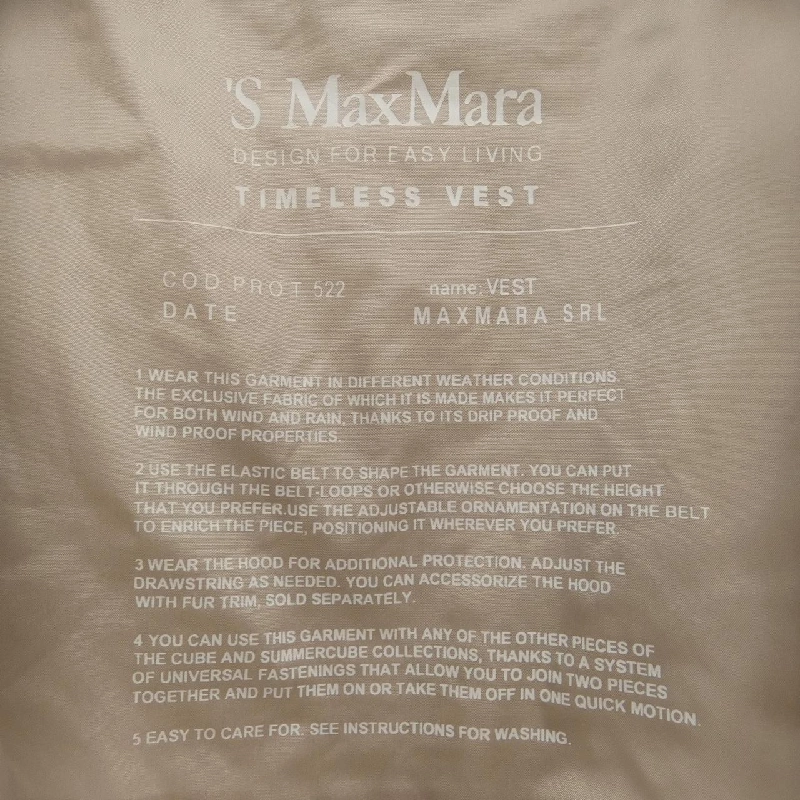 'S MaxMara
DESIGN FOR EASY LIVING
TIMELESS VEST
COD PROT 522 name: VEST
DATE MAXMARA SRL
1 WEAR THIS GARMENT IN DIFFERENT WEATHER CONDITIONS.
THE EXCLUSIVE FABRIC OF WHICH IT IS MADE MAKES IT PERFECT
FOR BOTH WIND AND RAIN, THANKS TO ITS DRIP PROOF AND
WIND PROOF PROPERTIES.
2 USE THE ELASTIC BELT TO SHAPE THE GARMENT. YOU CAN PUT
IT THROUGH THE BELT-LOOPS OR OTHERWISE CHOOSE THE HEIGHT
THAT YOU PREFER.USE THE ADJUSTABLE ORNAMENTATION ON THE BELT
TO ENRICH THE PIECE, POSITIONING IT WHEREVER YOU PREFER.
3 WEAR THE HOOD FOR ADDITIONAL PROTECTION. ADJUST THE
DRAWSTRING AS NEEDED. YOU CAN ACCESSORIZE THE HOOD
WITH FUR TRIM, SOLD SEPARATELY.
4 YOU CAN USE THIS GARMENT WITH ANY OF THE OTHER PIECES OF
THE CUBE AND SUMMERCUBE COLLECTIONS, THANKS TO A SYSTEM
OF UNIVERSAL FASTENINGS THAT ALLOW YOU TO JOIN TWO PIECES
TOGETHER AND PUT THEM ON OR TAKE THEM OFF IN ONE QUICK MOTION.
5 EASY TO CARE FOR. SEE INSTRUCTIONS FOR WASHING.